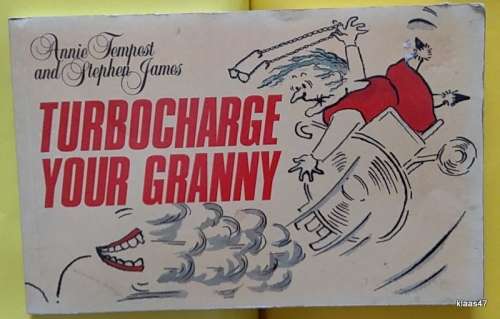 Annie Tempest
and Stephen James
TURBOCHARGE
YOUR GRANNY
klaas47